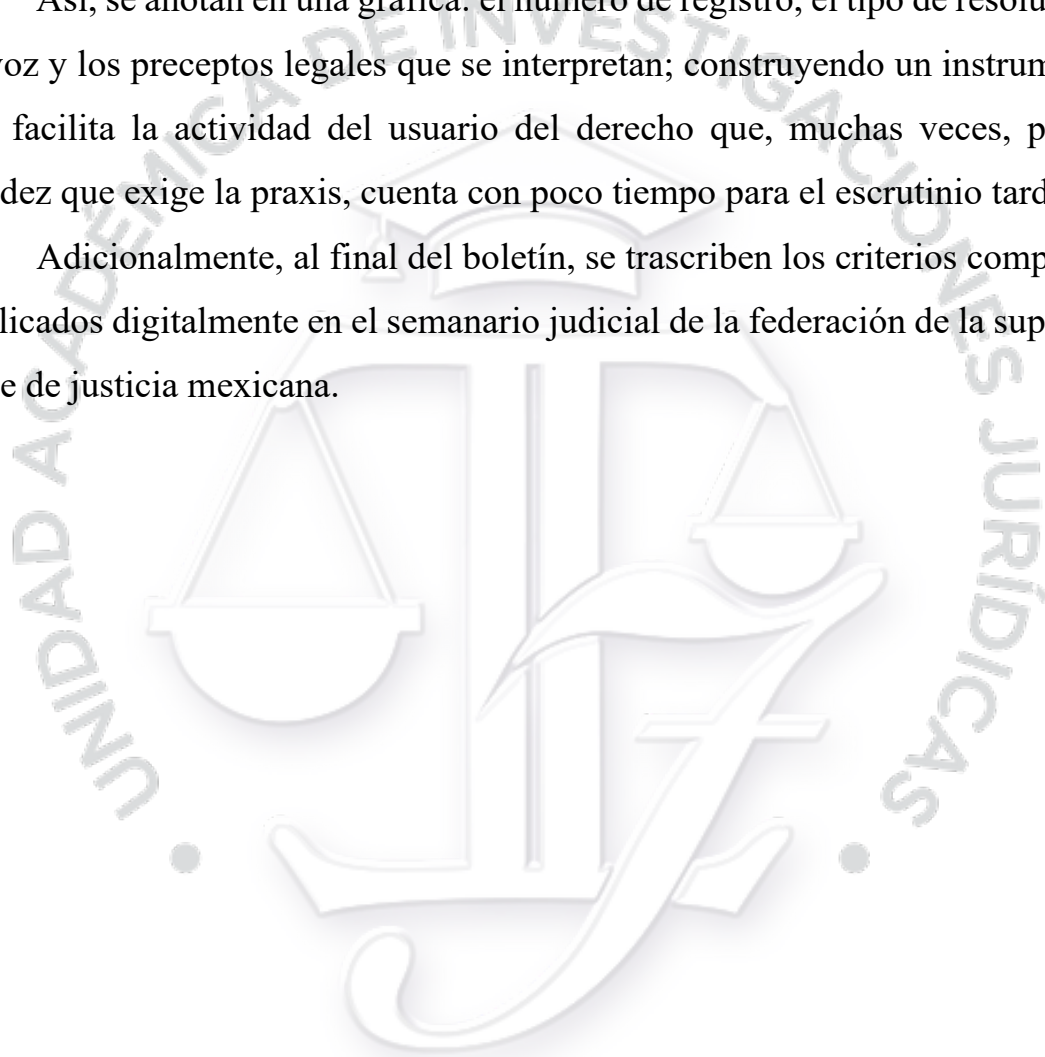 Así, se anotan en una gráfica: el número de registro, el tipo de resolu
voz y los preceptos legales que se interpretan; construyendo un instrum
facilita la actividad del usuario del derecho que, muchas veces, p
dez que exige la praxis, cuenta con poco tiempo para el escrutinio tard
Adicionalmente, al final del boletín, se trascriben los criterios comp
licados digitalmente en el semanario judicial de la federación de la sup
e de justicia mexicana.
UNIDAD ACADÉMICA DE INVESTIGACIONES JURÍDICAS